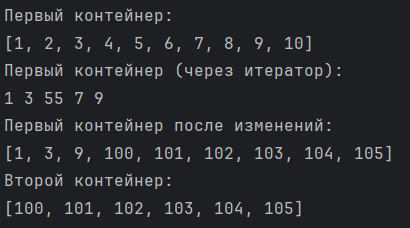 Первый контейнер:
[1, 2, 3, 4, 5, 6, 7, 8, 9, 10]
Первый контейнер (через итератор):
1 3 55 7 9
Первый контейнер после изменений:
[1, 3, 9, 100, 101, 102, 103, 104, 105]
Второй контейнер:
[100, 101, 102, 103, 104, 105]